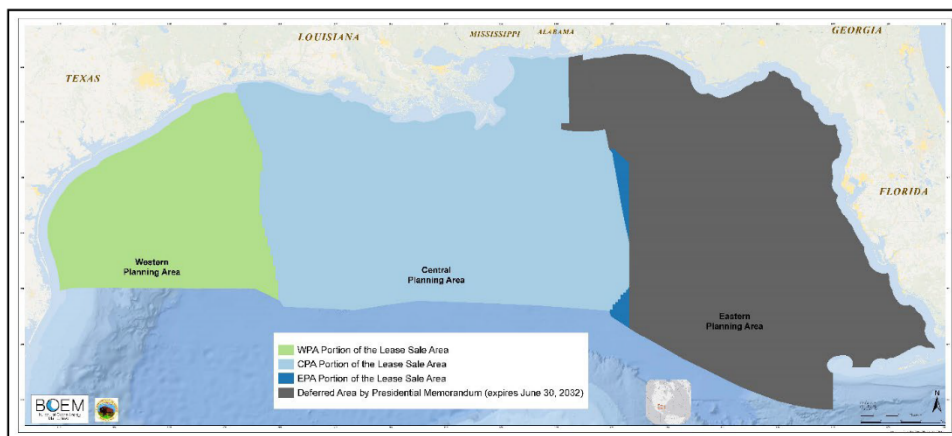 LOUISIANA
MISSISSIPPI
ALABAMA
GEORGIA
TEXAS
FLORIDA
Western
Planning Area
Central
Planning Area
Eastern
Planning Area
WPA Portion of the Lease Sale Area
CPA Portion of the Lease Sale Area
EPA Portion of the Lease Sale Area
Deferred Area by Presidential Memorandum (expires June 30, 2032)
BOEM
N